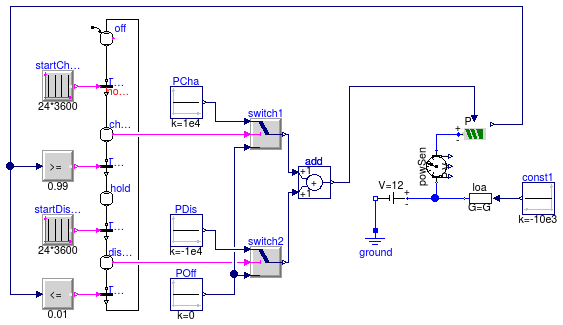 off
startCh...
r...
no...
24*3600
PCha
k=1e4
ch...
switch1
>=
r...
0.99
hold
add
+1
+
+1
startDis...
r...
24*3600
PDis
k=-1e4
dis...
switch2
<=
r...
0.01
POff
k=0
P
+
-
powSen
V=12
+
-
loa
G=G
const1
k=-10e3
ground